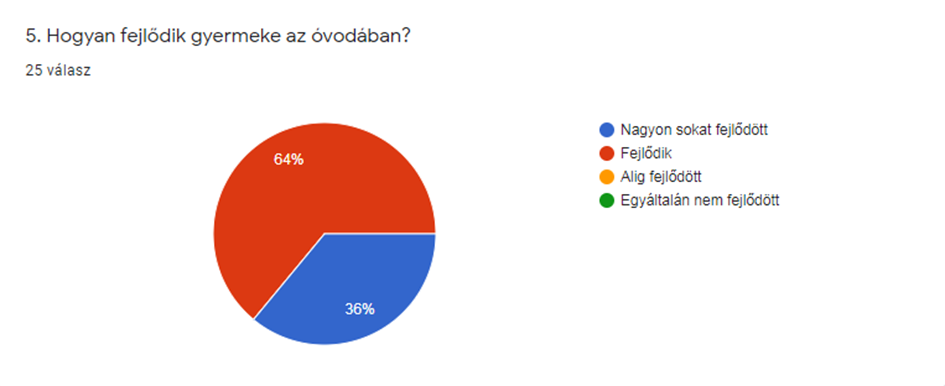 5. Hogyan fejlődik gyermeke az óvodában?
25 válasz
64%
36%
Nagyon sokat fejlődött
Fejlődik
Alig fejlődött
Egyáltalán nem fejlődött